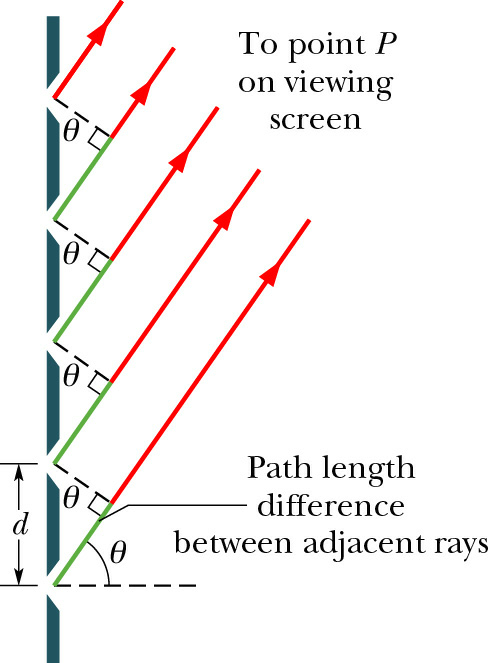 To point P
on viewing
screen
θ
θ
θ
θ
d
θ
Path length
difference
between adjacent rays